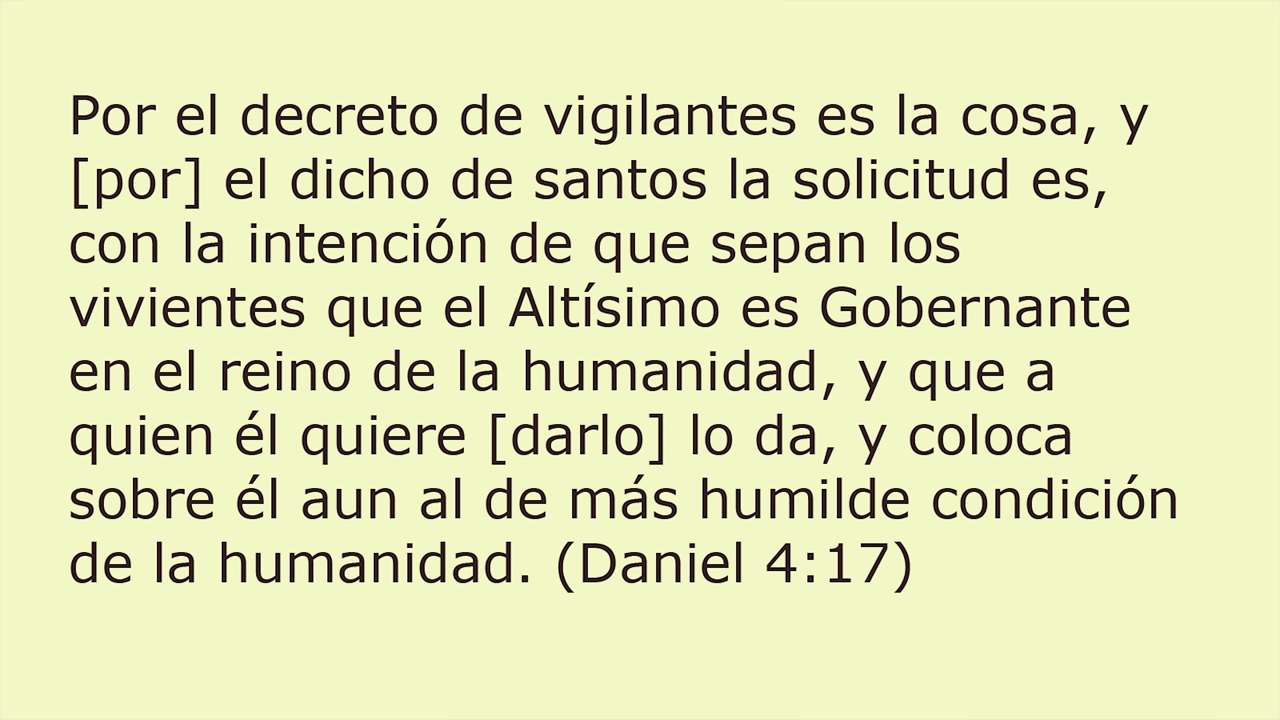 Por el decreto de vigilantes es la cosa, y
[por] el dicho de santos la solicitud es,
con la intención de que sepan los
vivientes que el Altísimo es Gobernante
en el reino de la humanidad, y que a
quien él quiere [darlo] lo da, y coloca
sobre él aun al de más humilde condición
de la humanidad. (Daniel 4:17)